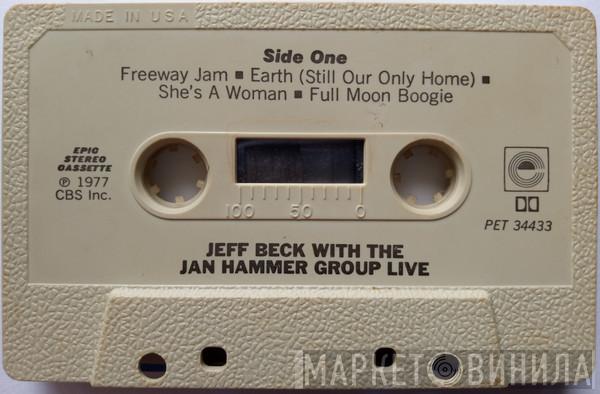 MADE IN USA
Side One
Freeway Jam ▪ Earth (Still Our Only Home) ▪
She's A Woman ▪ Full Moon Boogie
EPIC
STEREO
CASSETTE
℗ 1977
CBS Inc.
100 50 0
PET 34433
JEFF BECK WITH THE
JAN HAMMER GROUP LIVE
МАРКЕТ ВИНИЛА